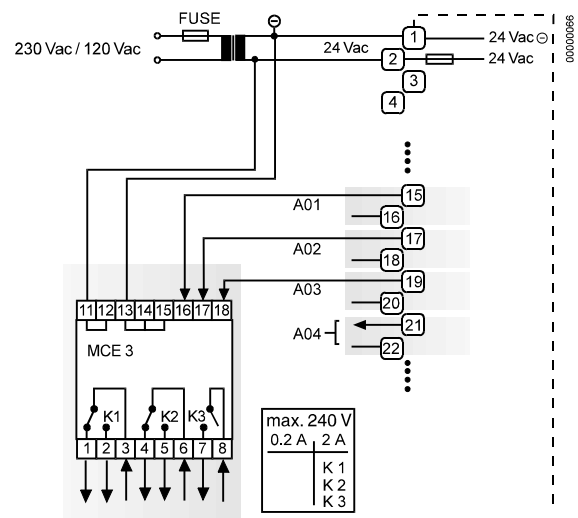 FUSE
230 Vac / 120 Vac
24 Vac
1
24 Vac
2
24 Vac
3
4
00000066
A01
15
16
A02
17
18
A03
19
20
A04
21
22
11 12 13 14 15 16 17 18
MCE 3
K1 K2 K3
1 2 3 4 5 6 7 8
max. 240 V
0.2 A 2 A
K 1
K 2
K 3